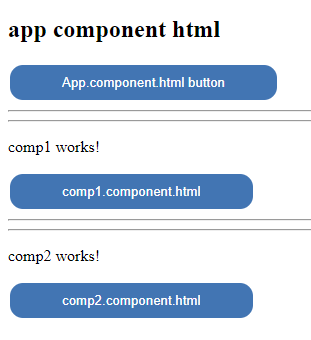 app component html
App.component.html button
comp1 works!
comp1.component.html
comp2 works!
comp2.component.html